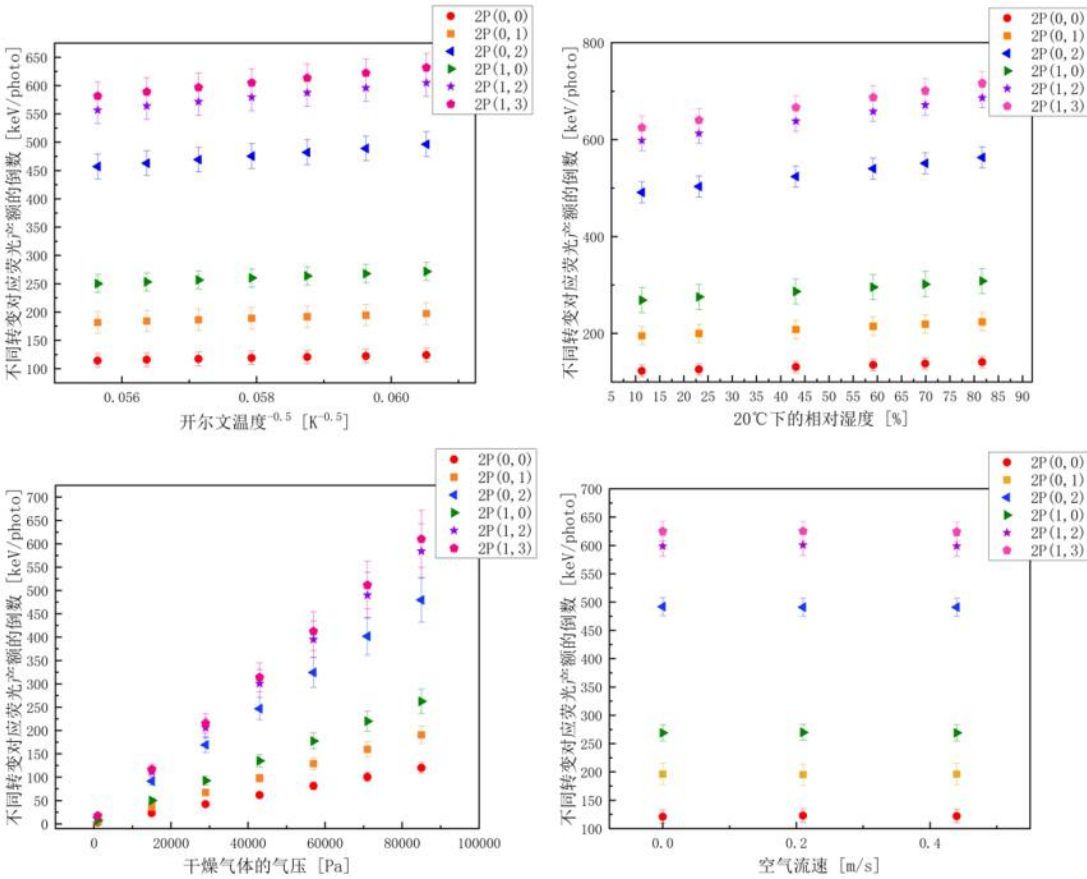 2P(0,0)
2P(0,1)
2P(0,2)
2P(1,0)
2P(1,2)
2P(1,3)
不同转变对应荧光产额的倒数 [keV/photo]
650
600
550
500
450
400
350
300
250
200
150
100
0.056
0.058
0.060
开尔文温度-0.5 [K-0.5]
2P(0,0)
2P(0,1)
2P(0,2)
2P(1,0)
2P(1,2)
2P(1,3)
不同转变对应荧光产额的倒数 [keV/photo]
800
600
400
200
5 10 15 20 25 30 35 40 45 50 55 60 65 70 75 80 85 90
20℃下的相对湿度 [%]
2P(0,0)
2P(0,1)
2P(0,2)
2P(1,0)
2P(1,2)
2P(1,3)
不同转变对应荧光产额的倒数 [keV/photo]
700
650
600
550
500
450
400
350
300
250
200
150
100
50
0
0 20000 40000 60000 80000 100000
干燥气体的气压 [Pa]
2P(0,0)
2P(0,1)
2P(0,2)
2P(1,0)
2P(1,2)
2P(1,3)
不同转变对应荧光产额的倒数 [keV/photo]
700
650
600
550
500
450
400
350
300
250
200
150
100
0.0 0.2 0.4
空气流速 [m/s]